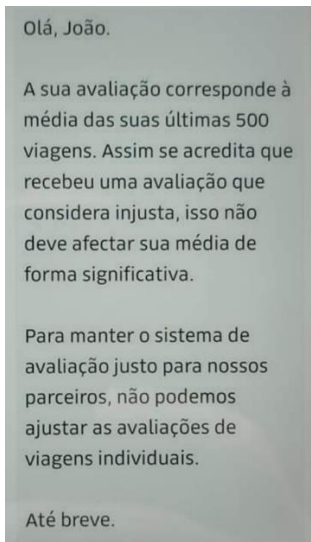 Olá, João.
A sua avaliação corresponde à
média das suas últimas 500
viagens. Assim se acredita que
recebeu uma avaliação que
considera injusta, isso não
deve afectar sua média de
forma significativa.
Para manter o sistema de
avaliação justo para nossos
parceiros, não podemos
ajustar as avaliações de
viagens individuais.
Até breve.